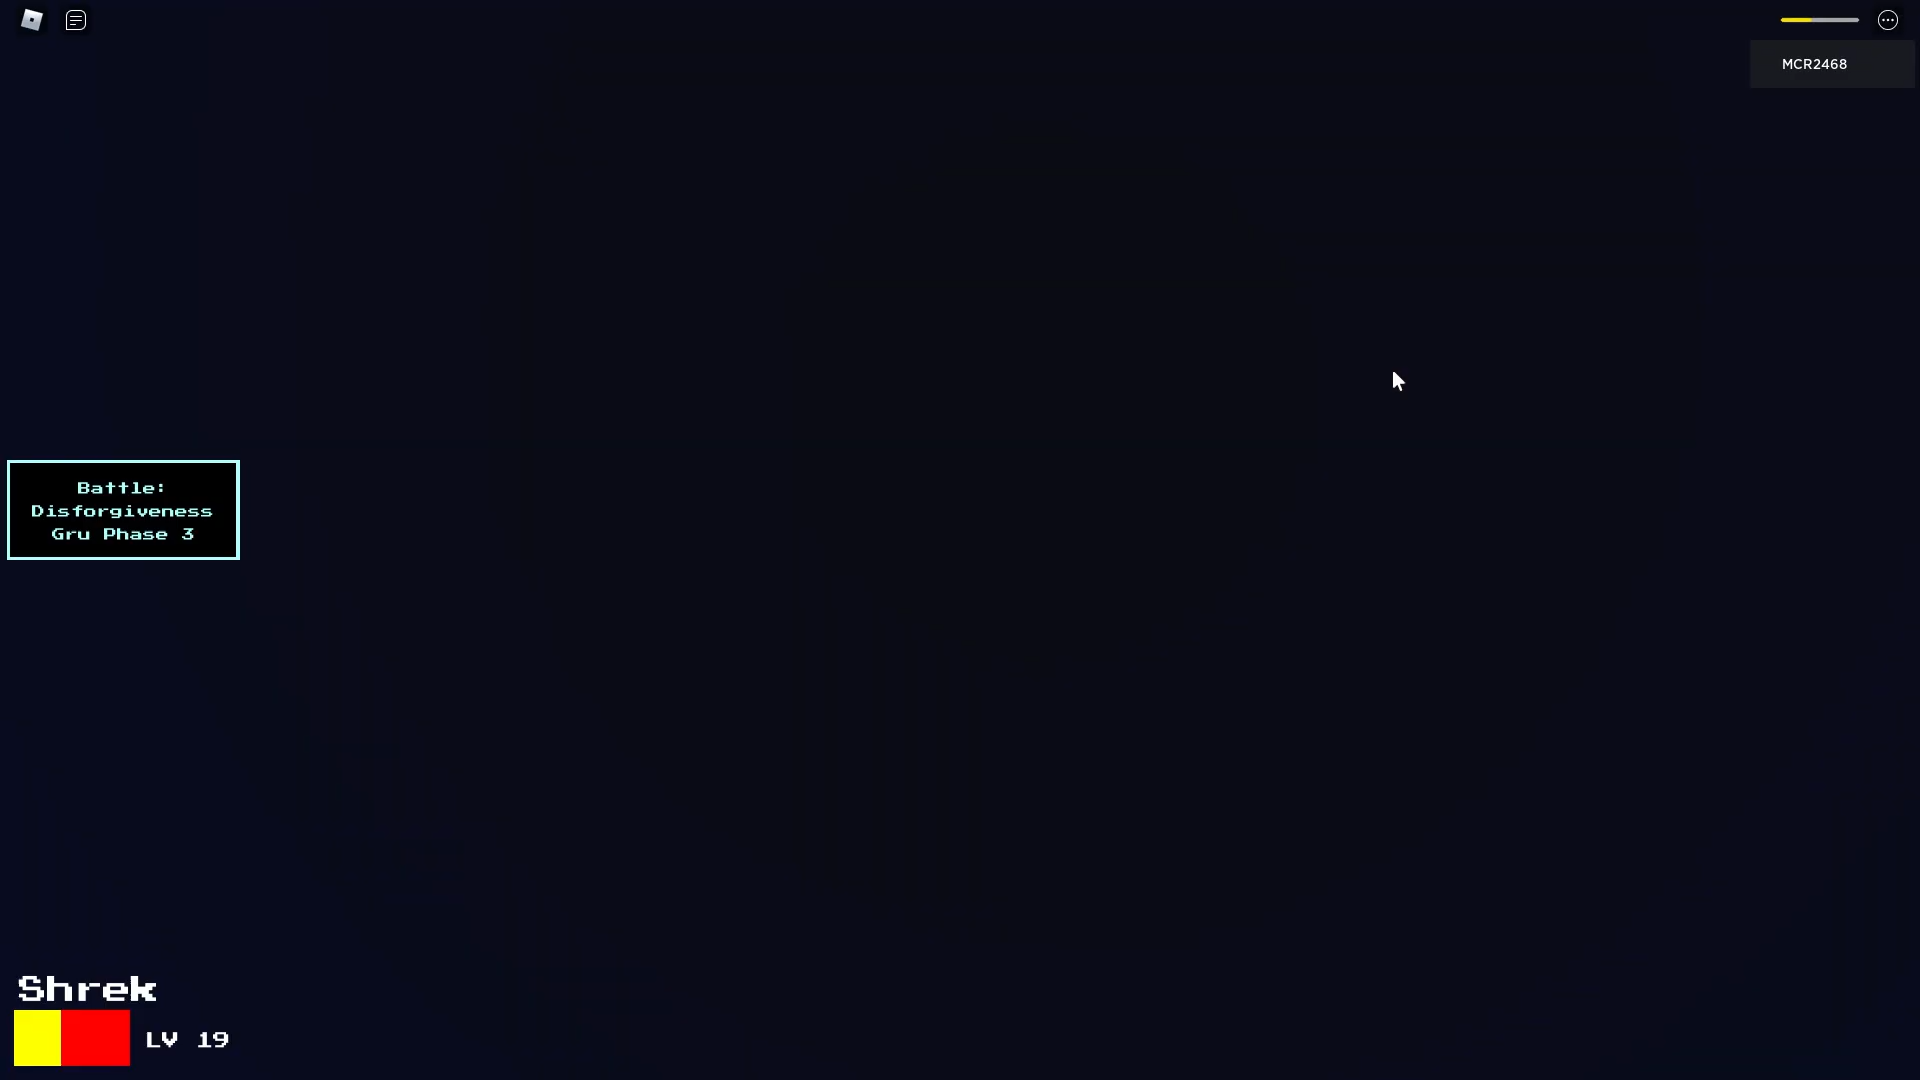 MCR2468
Battle:
Disforgiveness
Gru Phase 3
Shrek
LV 19